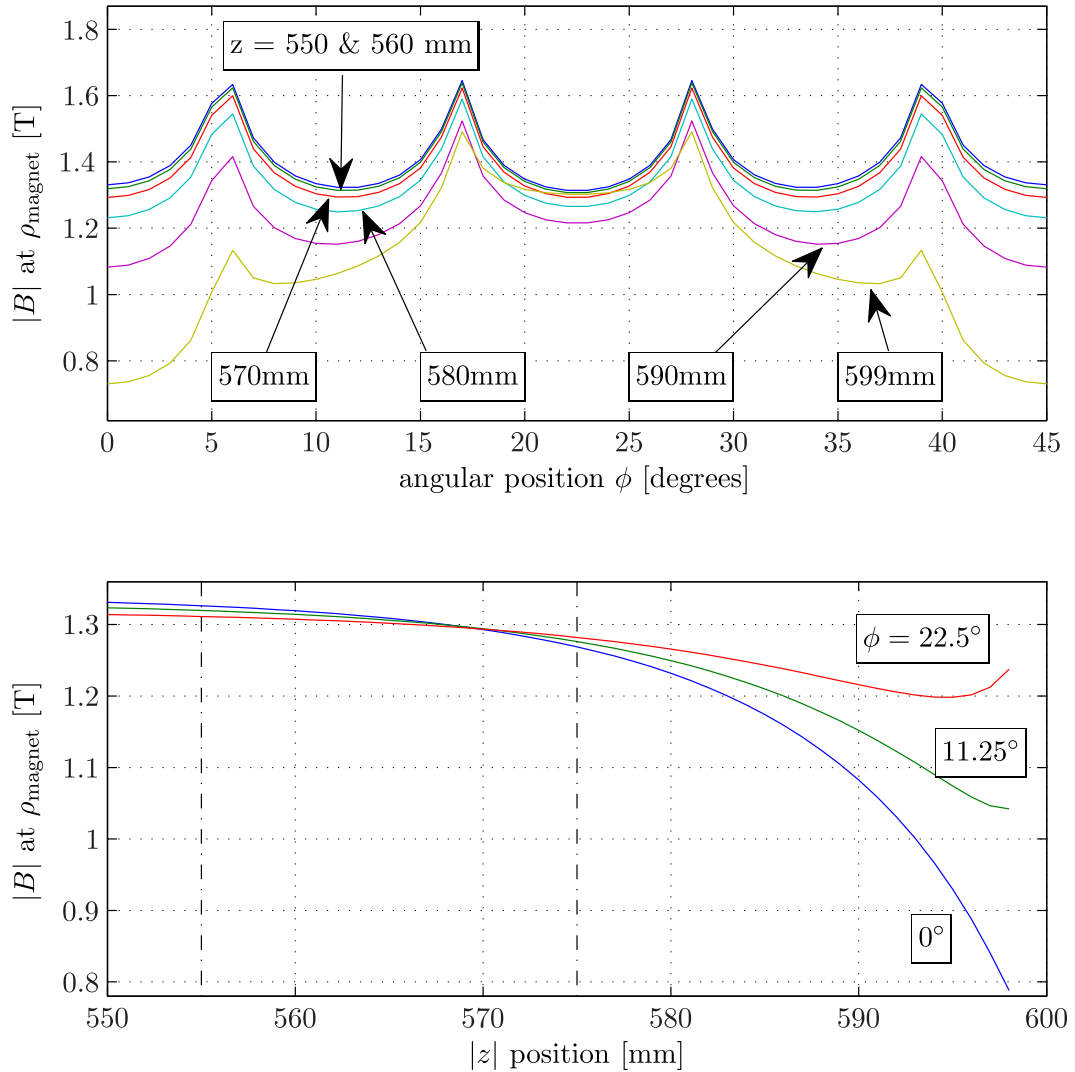 1.8
1.6
1.4
1.2
1
0.8
|B| at ρmagnet [T]
z = 550 & 560 mm
570mm
580mm
590mm
599mm
0 5 10 15 20 25 30 35 40 45
angular position ϕ [degrees]
1.3
1.2
1.1
1
0.9
0.8
|B| at ρmagnet [T]
ϕ = 22.5°
11.25°
0°
550 560 570 580 590 600
|z| position [mm]